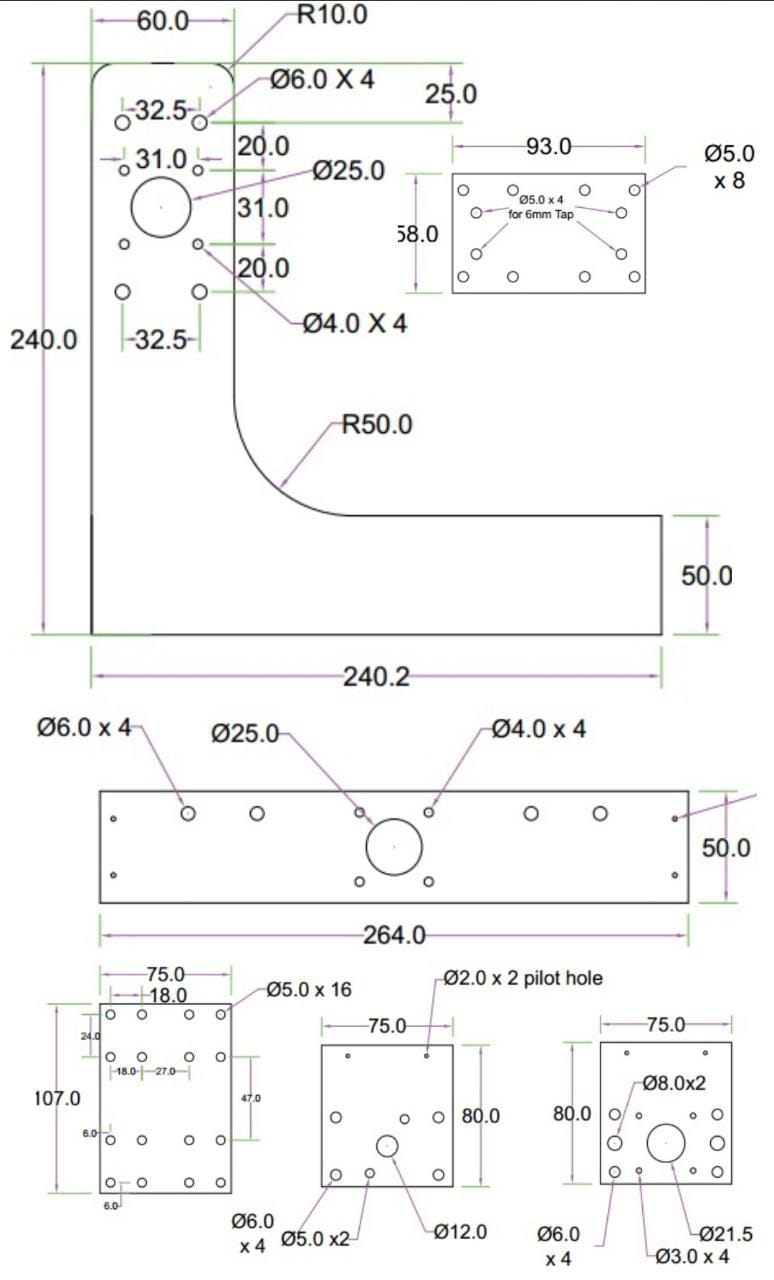 60.0
R10.0
Ø6.0 X 4
25.0
32.5
20.0
31.0
Ø25.0
31.0
20.0
Ø4.0 X 4
32.5
240.0
R50.0
50.0
240.2
93.0
Ø5.0
x 8
Ø5.0 x 4
for 6mm Tap
58.0
Ø6.0 x 4
Ø25.0
Ø4.0 x 4
50.0
264.0
75.0
18.0
Ø5.0 x 16
24.0
18.0
27.0
107.0
47.0
6.0
6.0
Ø2.0 x 2 pilot hole
75.0
80.0
Ø6.0
x 4
Ø5.0 x2
Ø12.0
75.0
80.0
Ø8.0x2
Ø6.0
x 4
Ø3.0 x 4
Ø21.5